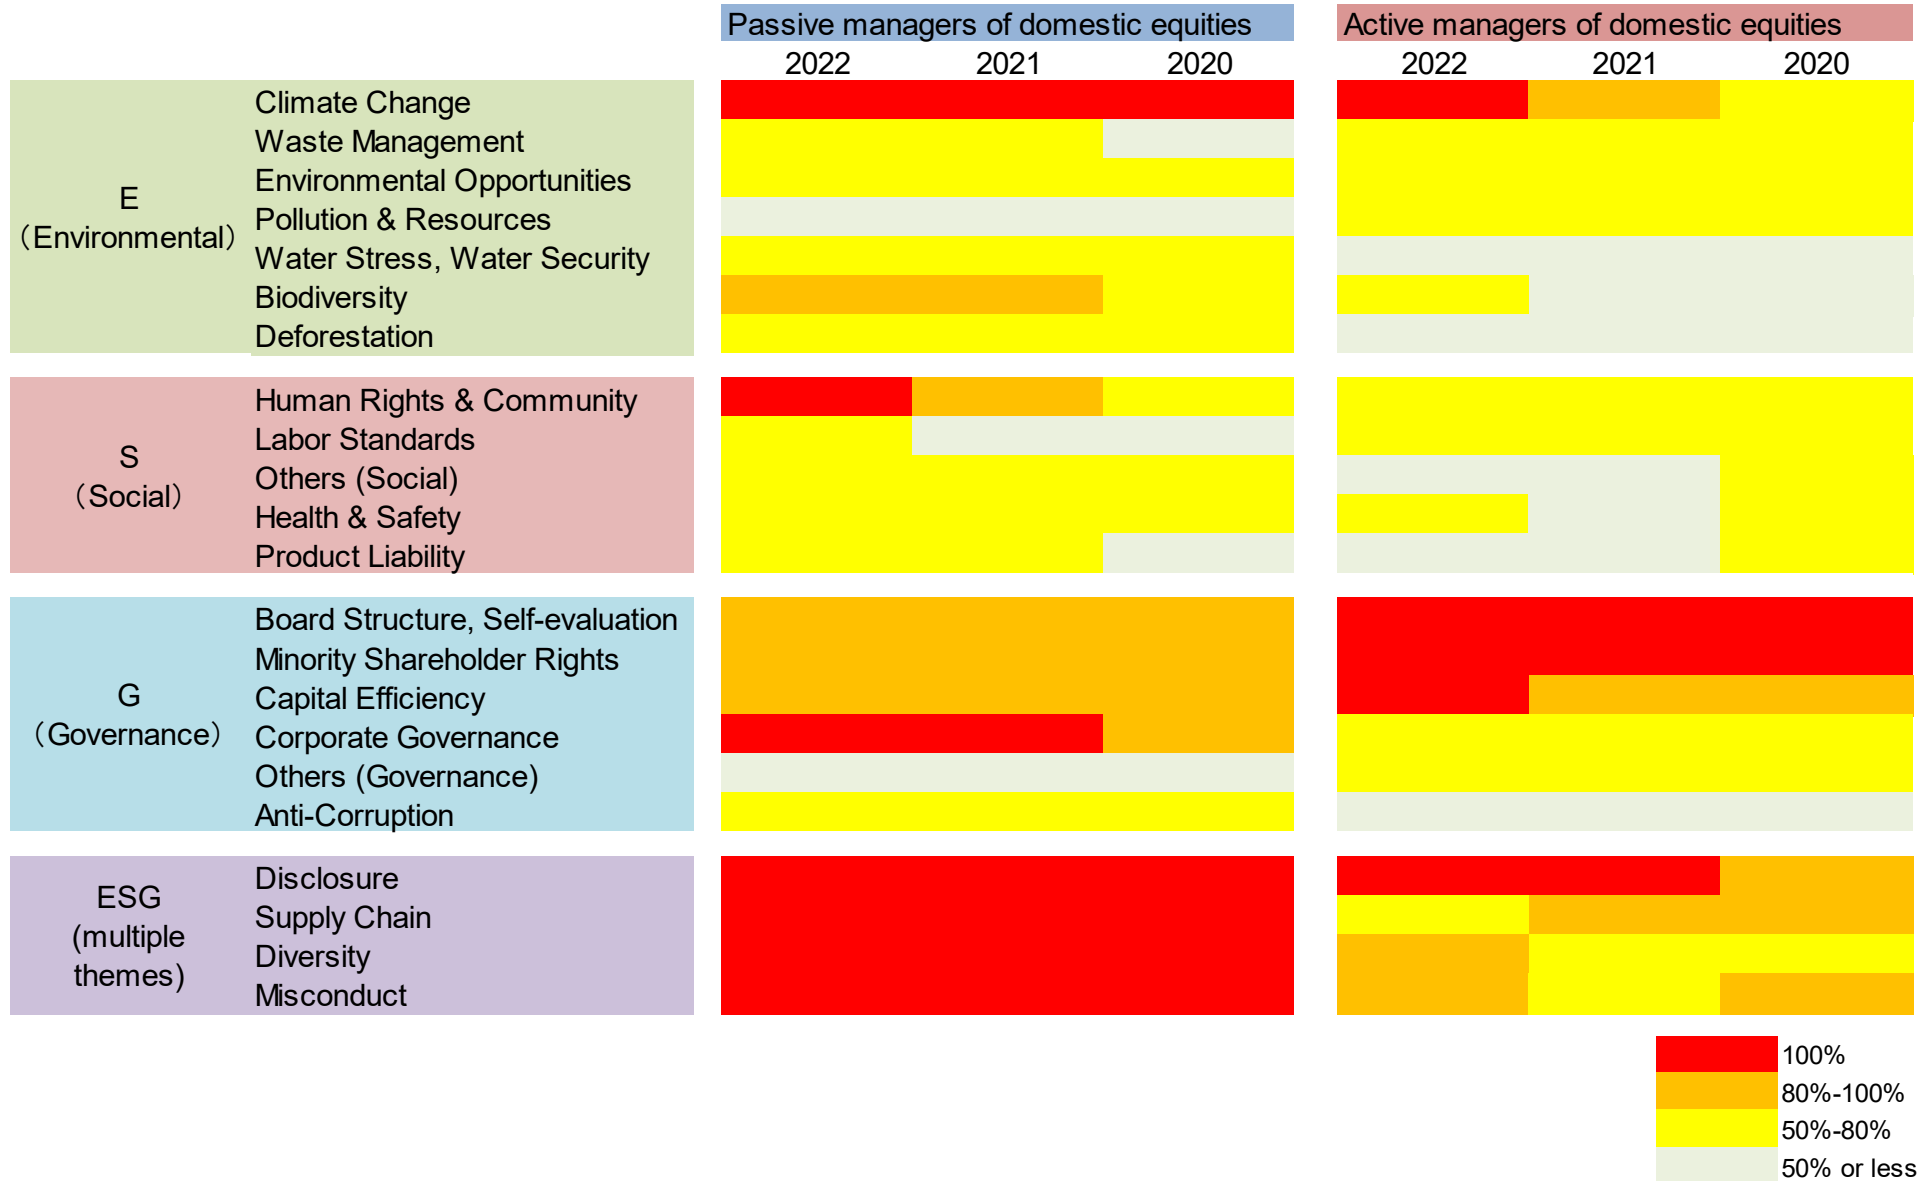 Passive managers of domestic equities
Active managers of domestic equities
2022 2021 2020 2022 2021 2020
E
（Environmental）
Climate Change
Waste Management
Environmental Opportunities
Pollution & Resources
Water Stress, Water Security
Biodiversity
Deforestation
S
（Social）
Human Rights & Community
Labor Standards
Others (Social)
Health & Safety
Product Liability
G
（Governance）
Board Structure, Self-evaluation
Minority Shareholder Rights
Capital Efficiency
Corporate Governance
Others (Governance)
Anti-Corruption
ESG
(multiple
themes)
Disclosure
Supply Chain
Diversity
Misconduct
100%
80%-100%
50%-80%
50% or less